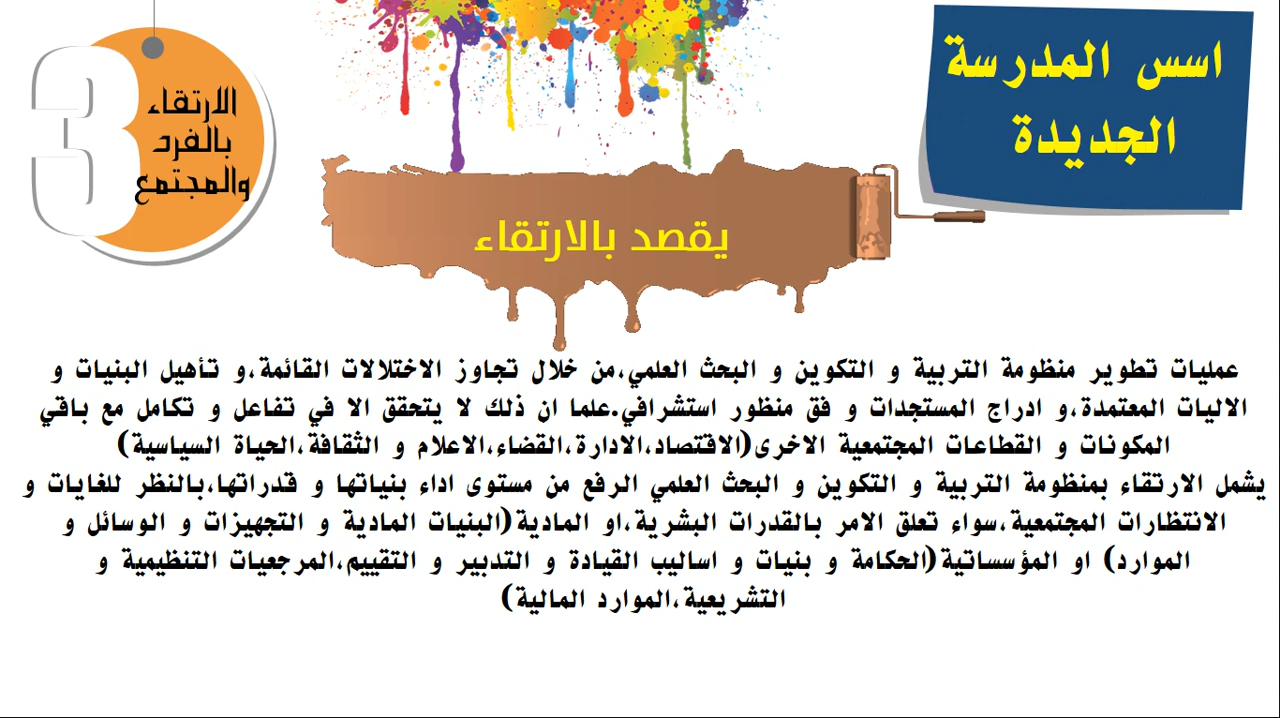 اسس المدرسة
الجديدة
3
الارتقاء
بالفرد
والمجتمع
يقصد بالارتقاء
عمليات تطوير منظومة التربية و التكوين و البحث العلمي،من خلال تجاوز الاختلالات القائمة،و تأهيل البنيات و
الاليات المعتمدة،و ادراج المستجدات و فق منظور استشرافي.علما ان ذلك لا يتحقق الا في تفاعل و تكامل مع باقي
المكونات و القطاعات المجتمعية الاخرى(الاقتصاد،الادارة،القضاء،الاعلام و الثقافة،الحياة السياسية)
يشمل الارتقاء بمنظومة التربية و التكوين و البحث العلمي الرفع من مستوى اداء بنياتها و قدراتها،بالنظر للغايات و
الانتظارات المجتمعية،سواء تعلق الامر بالقدرات البشرية،او المادية(البنيات المادية و التجهيزات و الوسائل و
الموارد) او المؤسساتية(الحكامة و بنيات و اساليب القيادة و التدبير و التقييم،المرجعيات التنظيمية و
التشريعية،الموارد المالية)